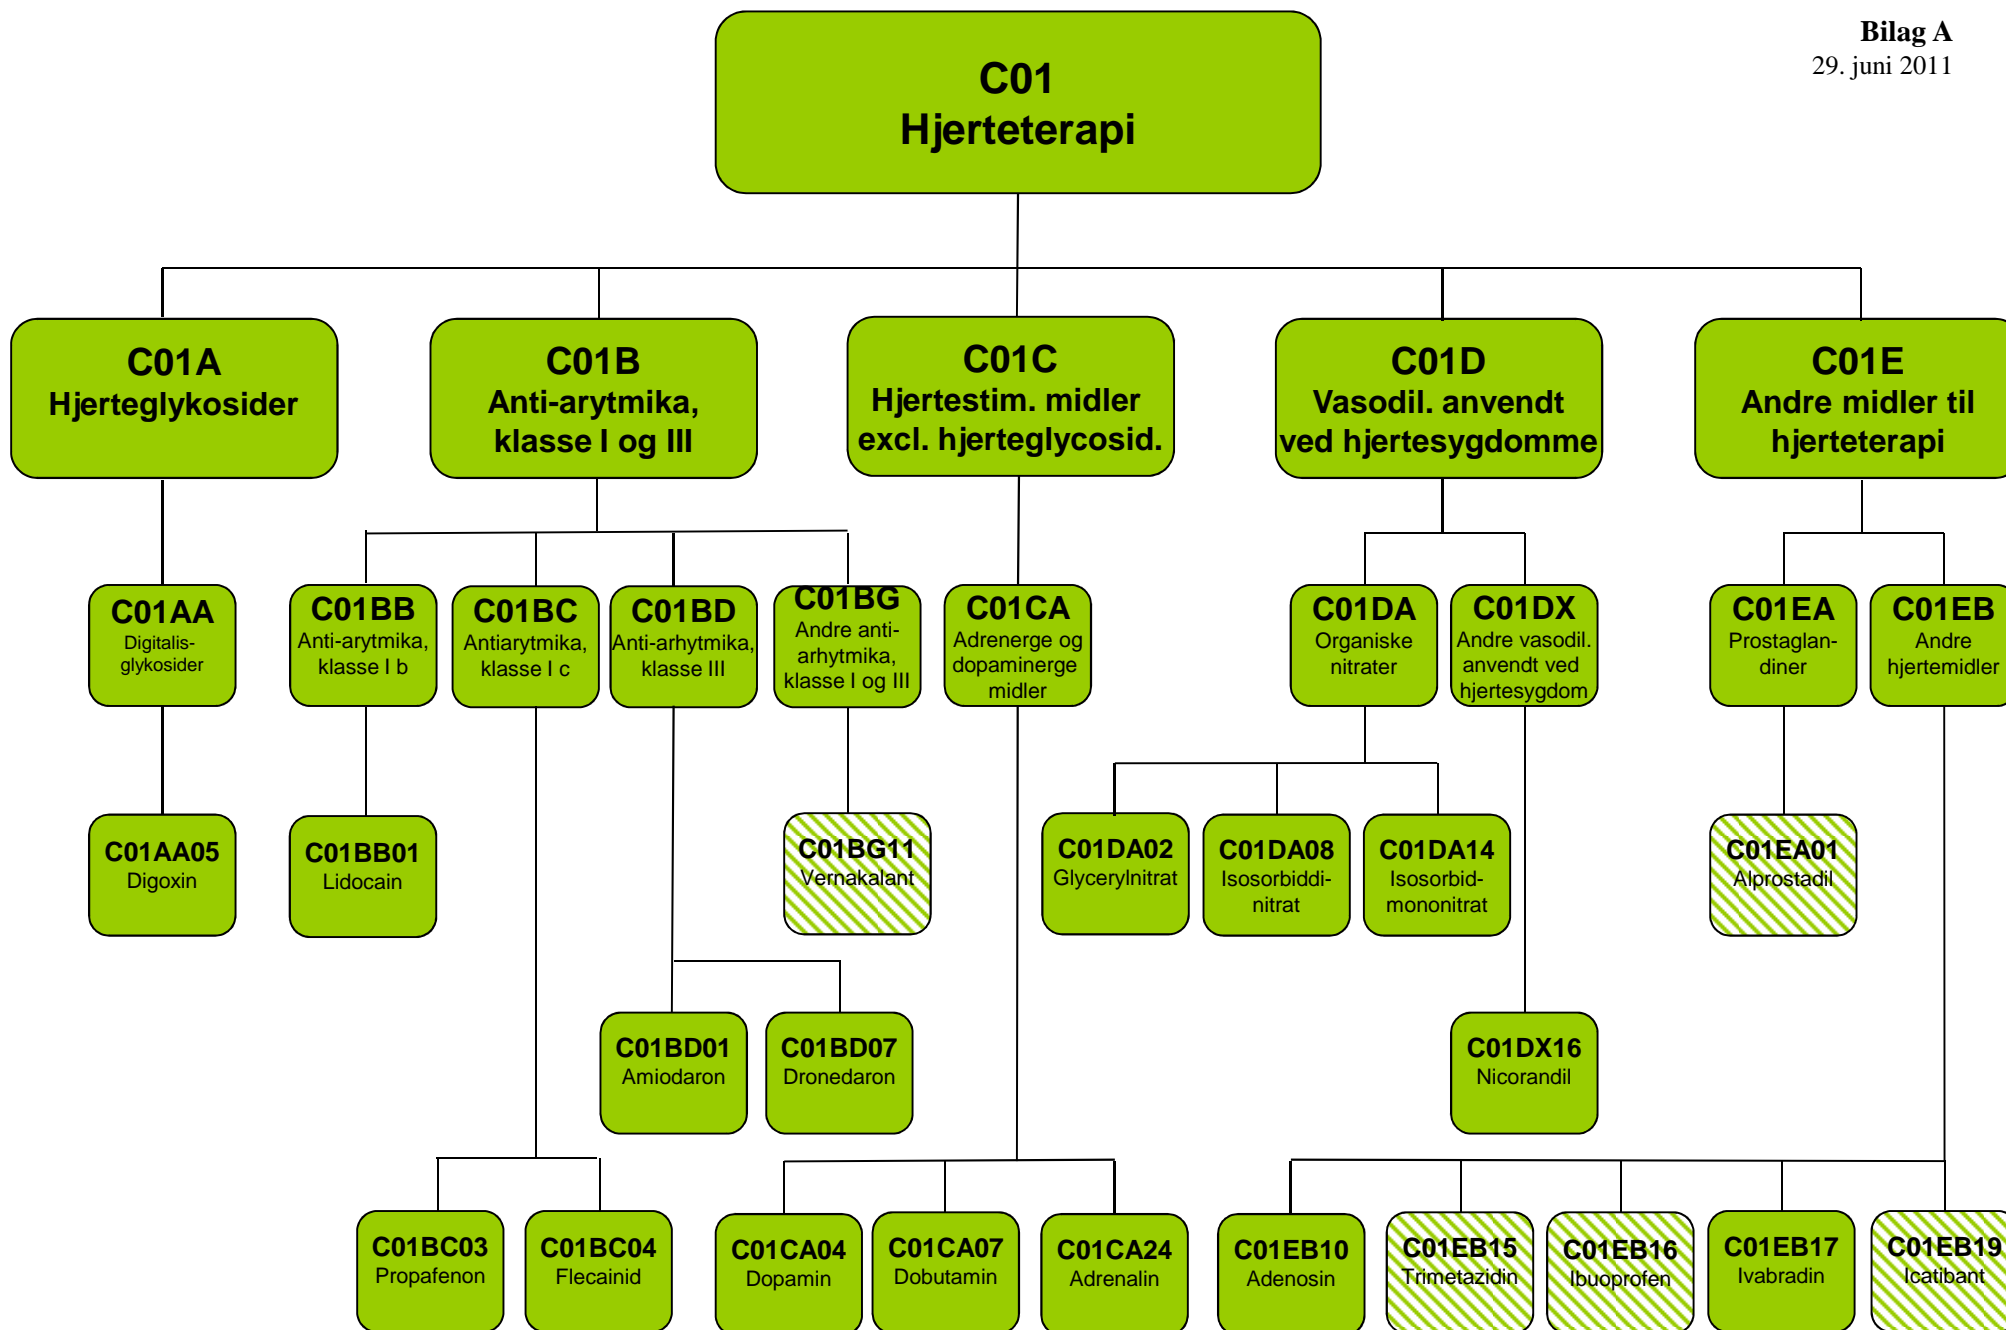 Bilag A
29. juni 2011
C01
Hjerteterapi
C01A
Hjerteglykosider
C01B
Anti-arytmika,
klasse I og III
C01C
Hjertestim. midler
excl. hjerteglycosid.
C01D
Vasodil. anvendt
ved hjertesygdomme
C01E
Andre midler til
hjerteterapi
C01AA
Digitalis-
glykosider
C01BB
Anti-arytmika,
klasse I b
C01BC
Antiarytmika,
klasse I c
C01BD
Anti-arhytmika,
klasse III
C01BG
Andre anti-
arhytmika,
klasse I og III
C01CA
Adrenerge og
dopaminerge
midler
C01DA
Organiske
nitrater
C01DX
Andre vasodil.
anvendt ved
hjertesygdom
C01EA
Prostaglan-
diner
C01EB
Andre
hjertemidler
C01AA05
Digoxin
C01BB01
Lidocain
C01BG11
Vernakalant
C01DA02
Glycerylnitrat
C01DA08
Isosorbiddi-
nitrat
C01DA14
Isosorbid-
mononitrat
C01EA01
Alprostadil
C01BD01
Amiodaron
C01BD07
Dronedaron
C01DX16
Nicorandil
C01BC03
Propafenon
C01BC04
Flecainid
C01CA04
Dopamin
C01CA07
Dobutamin
C01CA24
Adrenalin
C01EB10
Adenosin
C01EB15
Trimetazidin
C01EB16
Ibuoprofen
C01EB17
Ivabradin
C01EB19
Icatibant